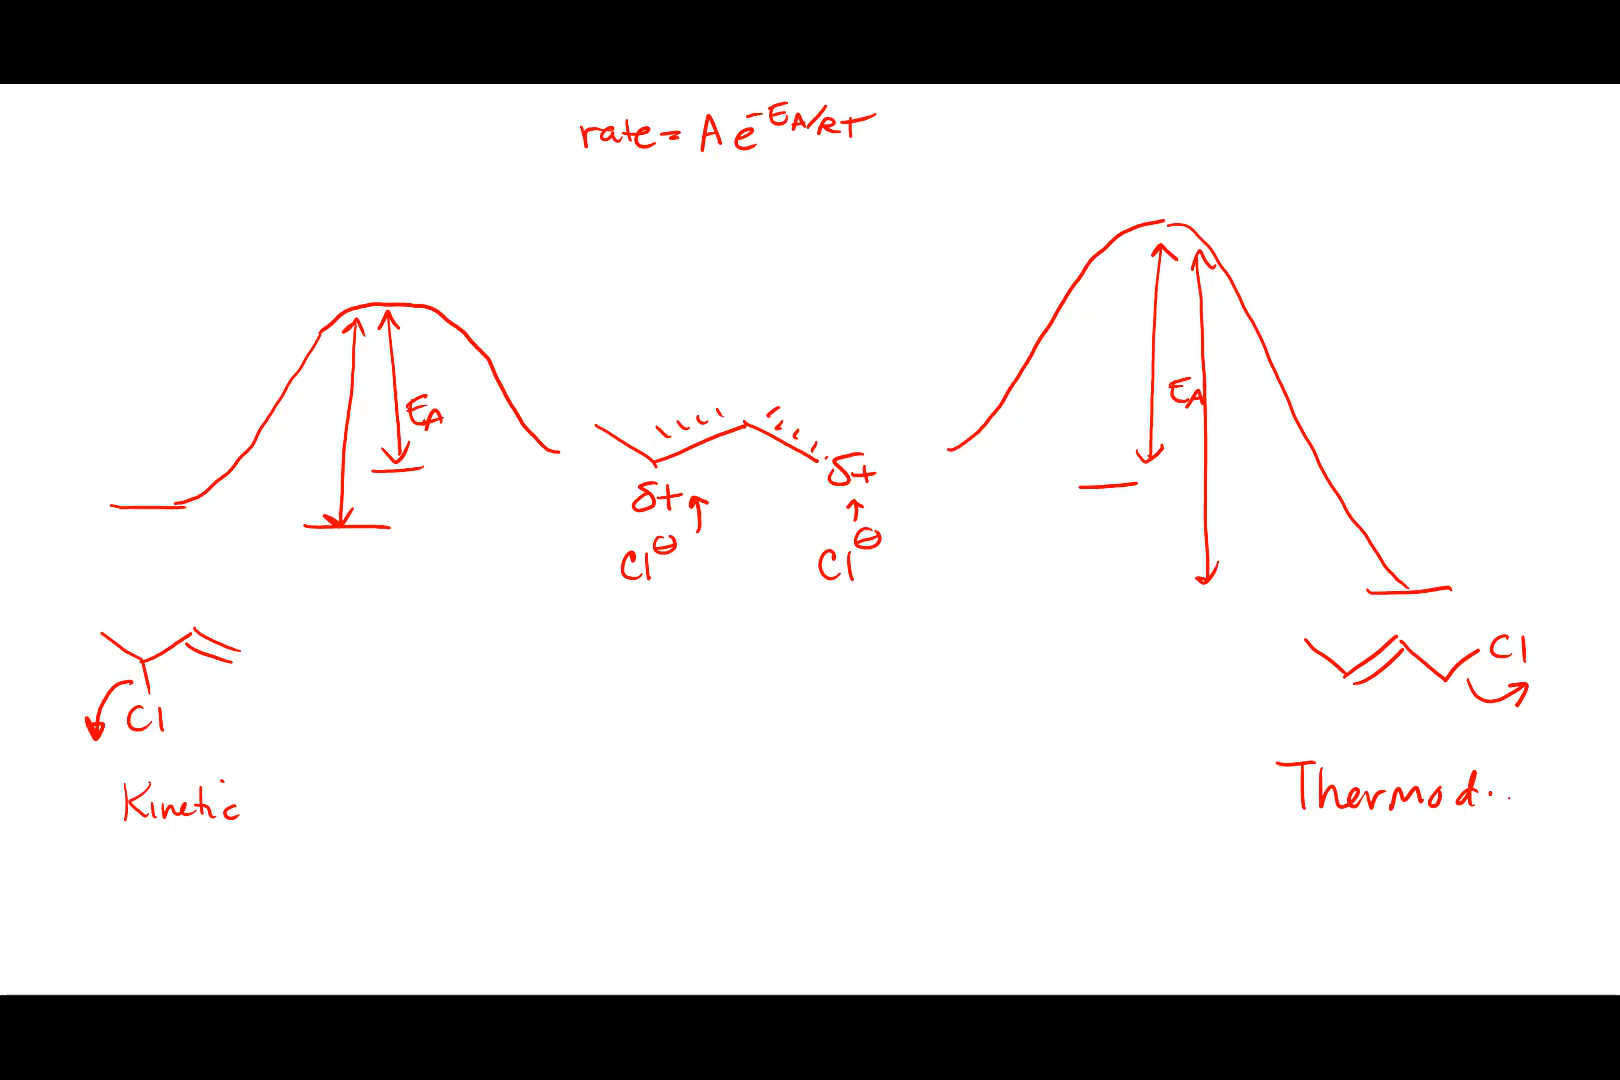 rate = A e^-EA/RT
EA
EA
δ+
δ+
Cl⊖
Cl⊖
Cl
Cl
Kinetic
Thermod..